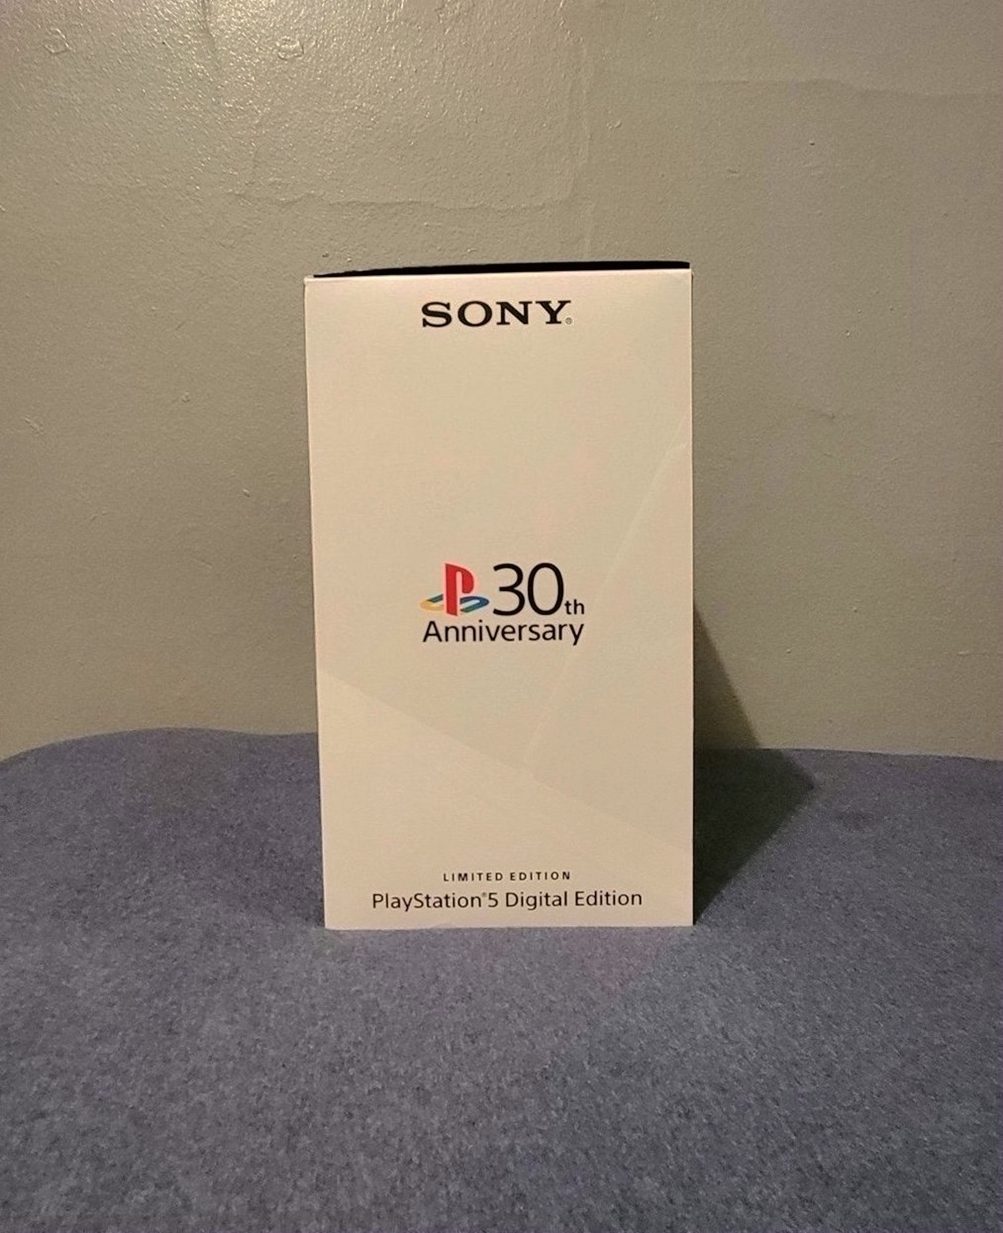 SONY®
30th
Anniversary
LIMITED EDITION
PlayStation®5 Digital Edition